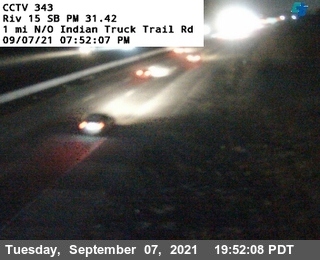 CCTV 343
Riv 15 SB PM 31.42
1 mi N/O Indian Truck Trail Rd
09/07/21 07:52:07 PM
Tuesday, September 07, 2021 19:52:08 PDT